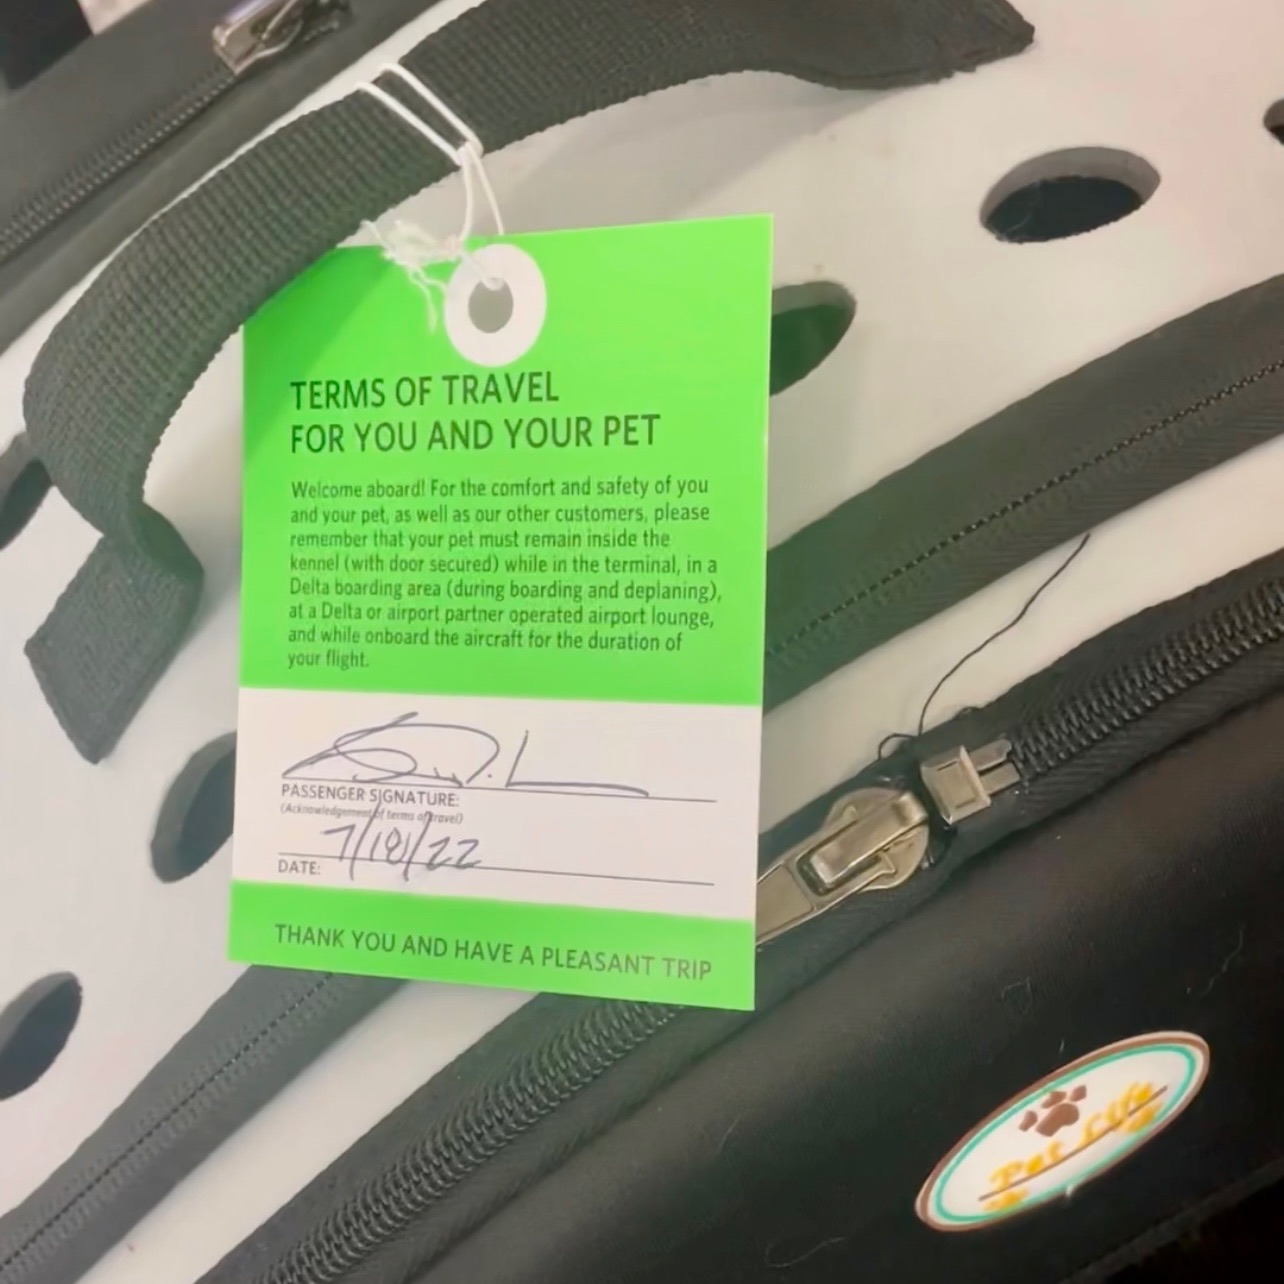 TERMS OF TRAVEL
FOR YOU AND YOUR PET
Welcome aboard! For the comfort and safety of you
and your pet, as well as our other customers, please
remember that your pet must remain inside the
kennel (with door secured) while in the terminal, in a
Delta boarding area (during boarding and deplaning),
at a Delta or airport partner operated airport lounge,
and while onboard the aircraft for the duration of
your flight.
PASSENGER SIGNATURE:
(Acknowledgement of terms of travel)
7/18/22
DATE:
THANK YOU AND HAVE A PLEASANT TRIP
Pet Life